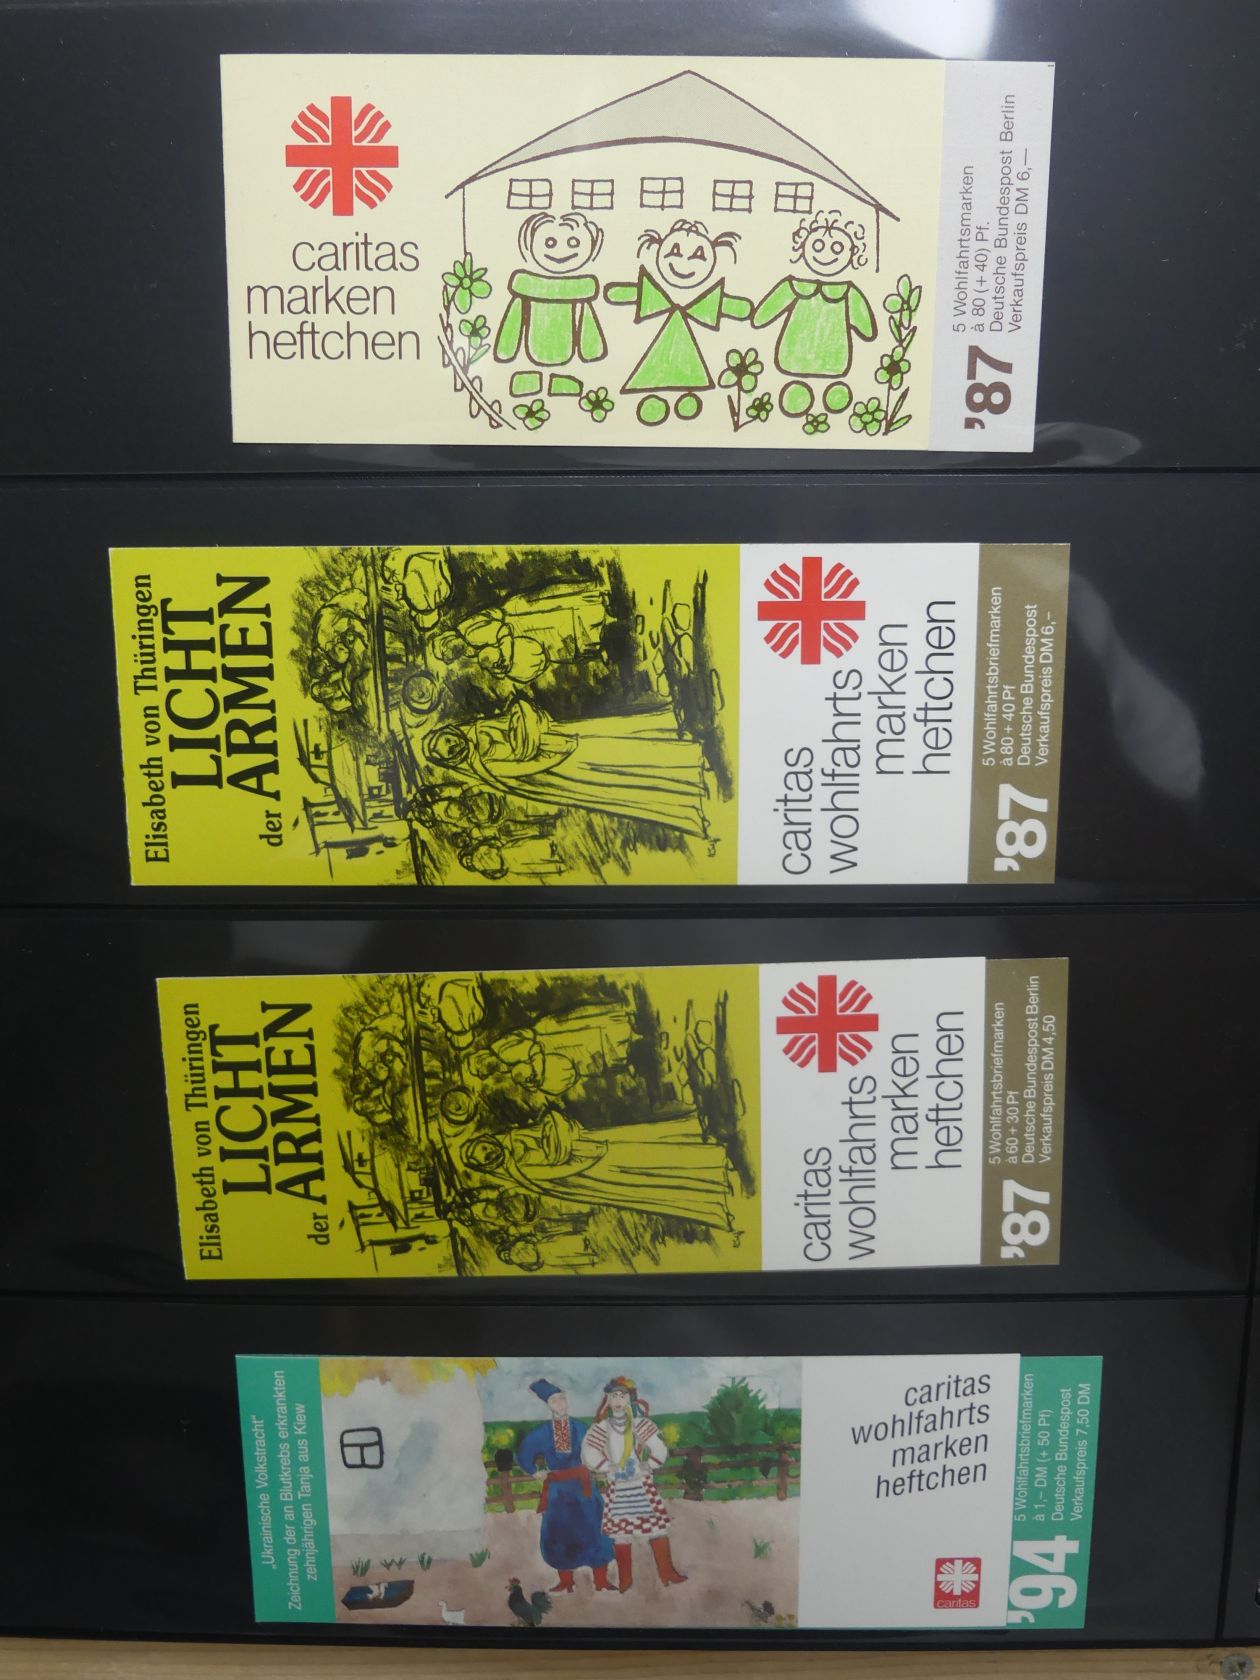 caritas
marken
heftchen
5 Wohlfahrtsmarken
à 80 (+40) Pf.
Deutsche Bundespost Berlin
Verkaufspreis DM 6,—
'87
Elisabeth von Thüringen
LICHT
der ARMEN
caritas
wohlfahrts
marken
heftchen
5 Wohlfahrtsbriefmarken
à 80 + 40 Pf
Deutsche Bundespost
Verkaufspreis DM 6,–
'87
Elisabeth von Thüringen
LICHT
der ARMEN
caritas
wohlfahrts
marken
heftchen
5 Wohlfahrtsbriefmarken
à 60 + 30 Pf
Deutsche Bundespost Berlin
Verkaufspreis DM 4,50
'87
„Ukrainische Volkstracht“
Zeichnung der an Blutkrebs erkrankten
zehnjährigen Tanja aus Kiew
caritas
wohlfahrts
marken
heftchen
caritas
5 Wohlfahrtsbriefmarken
à 1,– DM (+ 50 Pf)
Deutsche Bundespost
Verkaufspreis 7,50 DM
'94